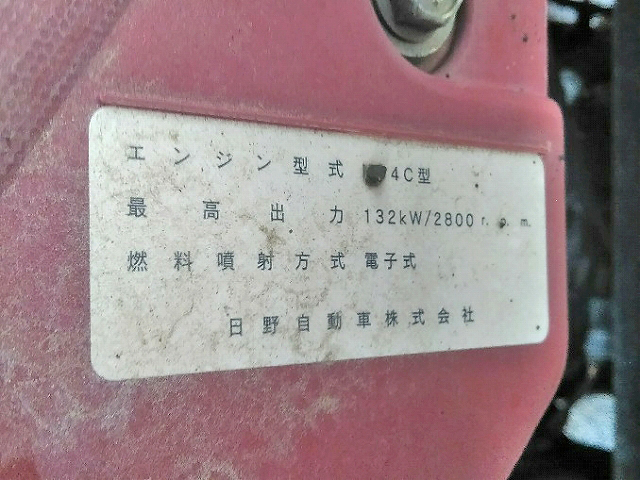 エンジン型式 4C型
最高出力 132kW/2800 r.p.m.
燃料噴射方式 電子式
日野自動車株式会社